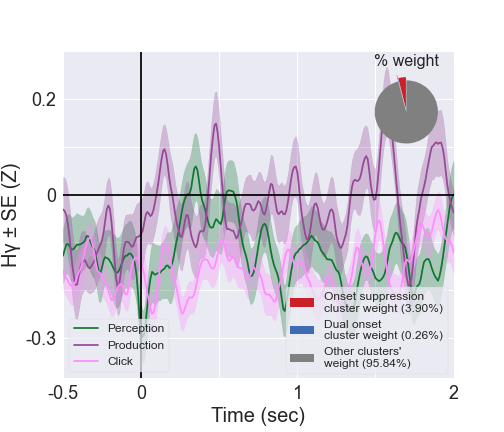 % weight
0.2
0
-0.3
Hγ ± SE (Z)
Perception
Production
Click
Onset suppression
cluster weight (3.90%)
Dual onset
cluster weight (0.26%)
Other clusters'
weight (95.84%)
-0.5
0
1
2
Time (sec)